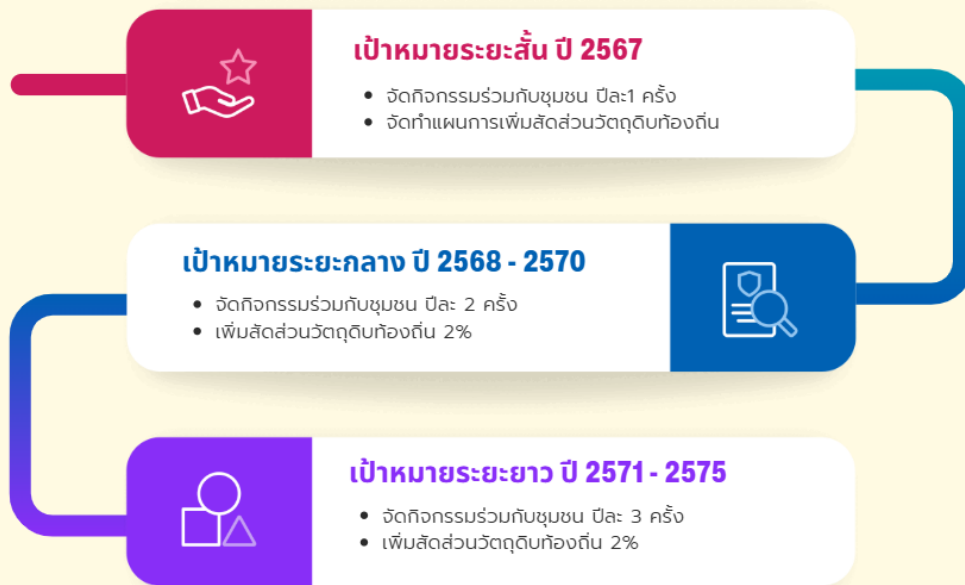 เป้าหมายระยะสั้น ปี 2567
• จัดกิจกรรมร่วมกับชุมชน ปีละ1 ครั้ง
• จัดทำแผนการเพิ่มสัดส่วนวัตถุดิบท้องถิ่น
เป้าหมายระยะกลาง ปี 2568 - 2570
• จัดกิจกรรมร่วมกับชุมชน ปีละ 2 ครั้ง
• เพิ่มสัดส่วนวัตถุดิบท้องถิ่น 2%
เป้าหมายระยะยาว ปี 2571 - 2575
• จัดกิจกรรมร่วมกับชุมชน ปีละ 3 ครั้ง
• เพิ่มสัดส่วนวัตถุดิบท้องถิ่น 2%